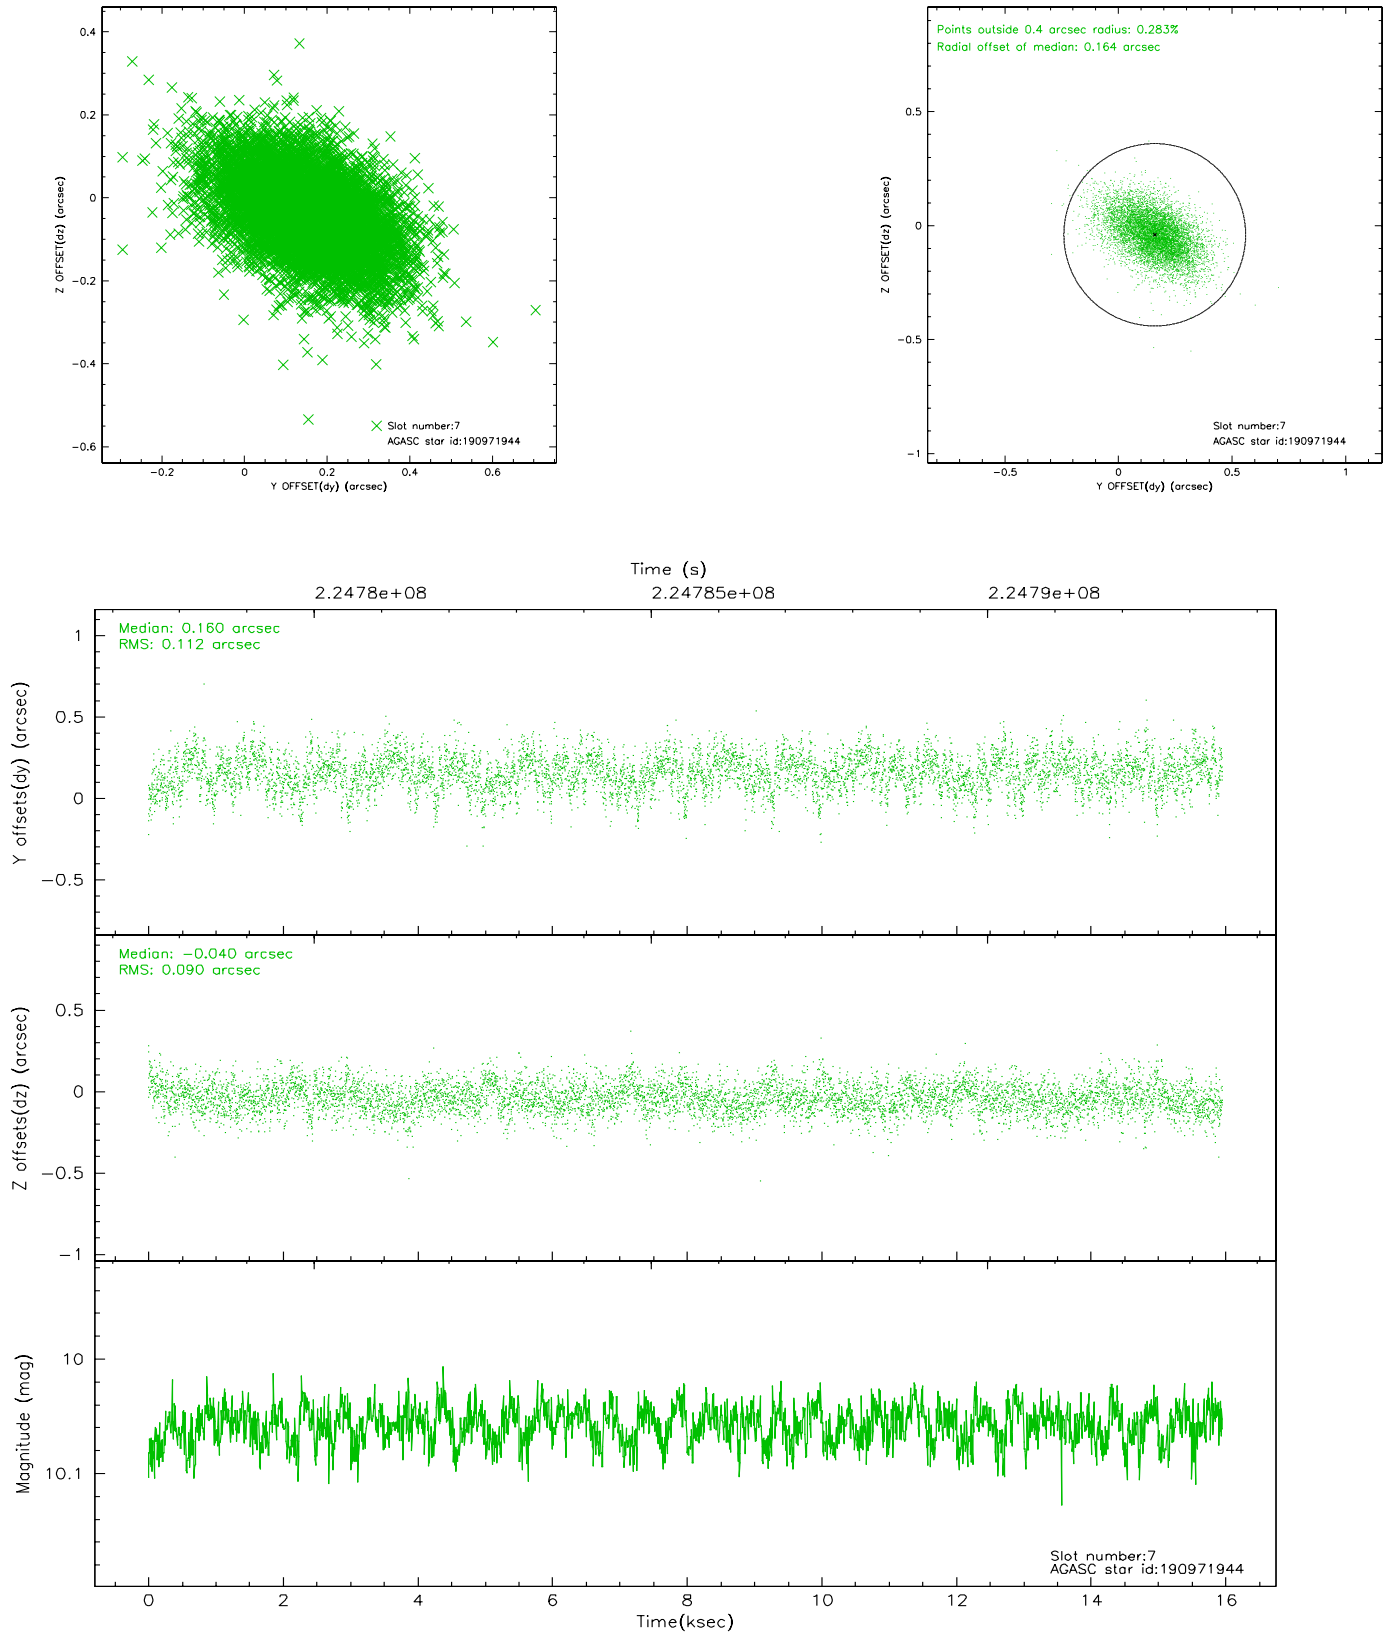 0.4
0.2
0
−0.2
−0.4
−0.6
Z OFFSET(dz) (arcsec)
Slot number:7
AGASC star id:190971944
−0.2
0
0.2
0.4
0.6
Y OFFSET(dy) (arcsec)
Points outside 0.4 arcsec radius: 0.283%
Radial offset of median: 0.164 arcsec
0.5
0
−0.5
−1
Z OFFSET(dz) (arcsec)
Slot number:7
AGASC star id:190971944
−0.5
0
0.5
1
Y OFFSET(dy) (arcsec)
Time (s)
2.2478e+08
2.24785e+08
2.2479e+08
Median: 0.160 arcsec
RMS: 0.112 arcsec
1
0.5
0
−0.5
Y offsets(dy) (arcsec)
Median: −0.040 arcsec
RMS: 0.090 arcsec
0.5
0
−0.5
−1
Z offsets(dz) (arcsec)
10
10.1
Magnitude (mag)
Slot number:7
AGASC star id:190971944
0
2
4
6
8
10
12
14
16
Time(ksec)